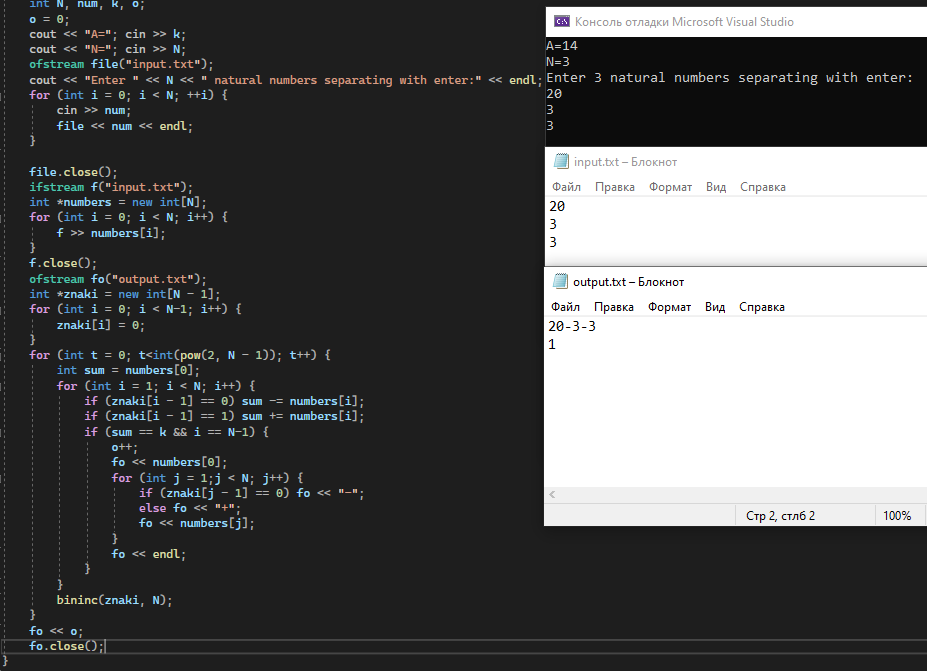 int N, num, k, o;
o = 0;
cout << "A="; cin >> k;
cout << "N="; cin >> N;
ofstream file("input.txt");
cout << "Enter " << N << " natural numbers separating with enter:" << endl;
for (int i = 0; i < N; ++i) {
cin >> num;
file << num << endl;
}
file.close();
ifstream f("input.txt");
int *numbers = new int[N];
for (int i = 0; i < N; i++) {
f >> numbers[i];
}
f.close();
ofstream fo("output.txt");
int *znaki = new int[N - 1];
for (int i = 0; i < N-1; i++) {
znaki[i] = 0;
}
for (int t = 0; t<int(pow(2, N - 1)); t++) {
int sum = numbers[0];
for (int i = 1; i < N; i++) {
if (znaki[i - 1] == 0) sum -= numbers[i];
if (znaki[i - 1] == 1) sum += numbers[i];
if (sum == k && i == N-1) {
o++;
fo << numbers[0];
for (int j = 1;j < N; j++) {
if (znaki[j - 1] == 0) fo << "-";
else fo << "+";
fo << numbers[j];
}
fo << endl;
}
}
bininc(znaki, N);
}
fo << o;
fo.close();
}
Консоль отладки Microsoft Visual Studio
A=14
N=3
Enter 3 natural numbers separating with enter:
20
3
3
input.txt – Блокнот
Файл Правка Формат Вид Справка
20
3
3
output.txt – Блокнот
Файл Правка Формат Вид Справка
20-3-3
1
Стр 2, стлб 2
100%